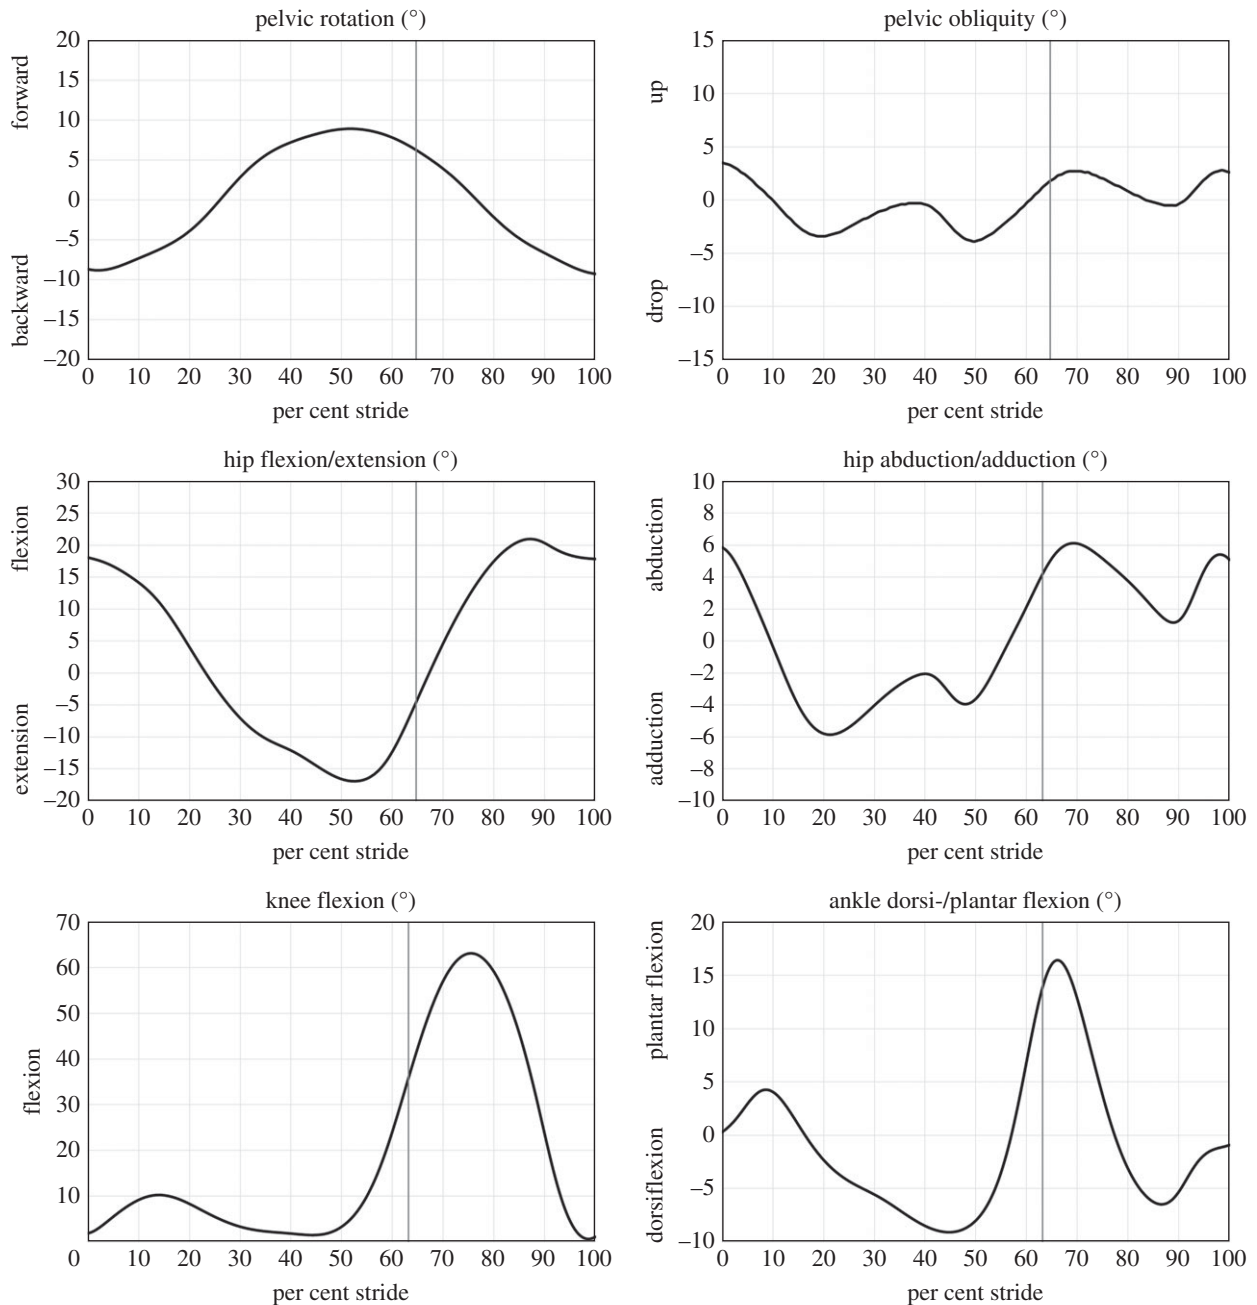 pelvic rotation (°)
20
15
10
5
0
–5
–10
–15
–20
forward
backward
0 10 20 30 40 50 60 70 80 90 100
per cent stride
pelvic obliquity (°)
15
10
5
0
–5
–10
–15
up
drop
0 10 20 30 40 50 60 70 80 90 100
per cent stride
hip flexion/extension (°)
30
25
20
15
10
5
0
–5
–10
–15
–20
flexion
extension
0 10 20 30 40 50 60 70 80 90 100
per cent stride
hip abduction/adduction (°)
10
8
6
4
2
0
–2
–4
–6
–8
–10
abduction
adduction
0 10 20 30 40 50 60 70 80 90 100
per cent stride
knee flexion (°)
70
60
50
40
30
20
10
flexion
0 10 20 30 40 50 60 70 80 90 100
per cent stride
ankle dorsi-/plantar flexion (°)
20
15
10
5
0
–5
–10
plantar flexion
dorsiflexion
0 10 20 30 40 50 60 70 80 90 100
per cent stride